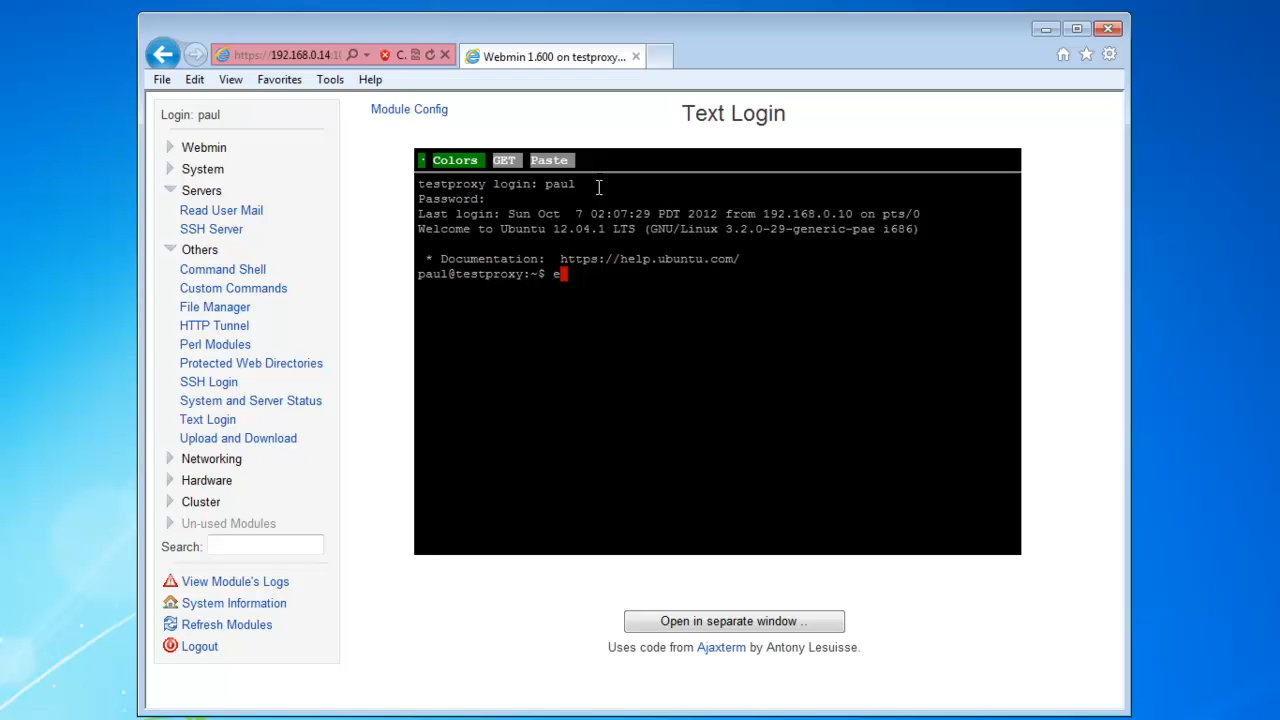 https://192.168.0.14:1
C.
Webmin 1.600 on testproxy...
File Edit View Favorites Tools Help
Login: paul
Webmin
System
Servers
Read User Mail
SSH Server
Others
Command Shell
Custom Commands
File Manager
HTTP Tunnel
Perl Modules
Protected Web Directories
SSH Login
System and Server Status
Text Login
Upload and Download
Networking
Hardware
Cluster
Un-used Modules
Search:
View Module's Logs
System Information
Refresh Modules
Logout
Module Config
Text Login
Colors GET Paste
testproxy login: paul
Password:
Last login: Sun Oct  7 02:07:29 PDT 2012 from 192.168.0.10 on pts/0
Welcome to Ubuntu 12.04.1 LTS (GNU/Linux 3.2.0-29-generic-pae i686)
* Documentation:  https://help.ubuntu.com/
paul@testproxy:~$ e
Open in separate window ..
Uses code from Ajaxterm by Antony Lesuisse.